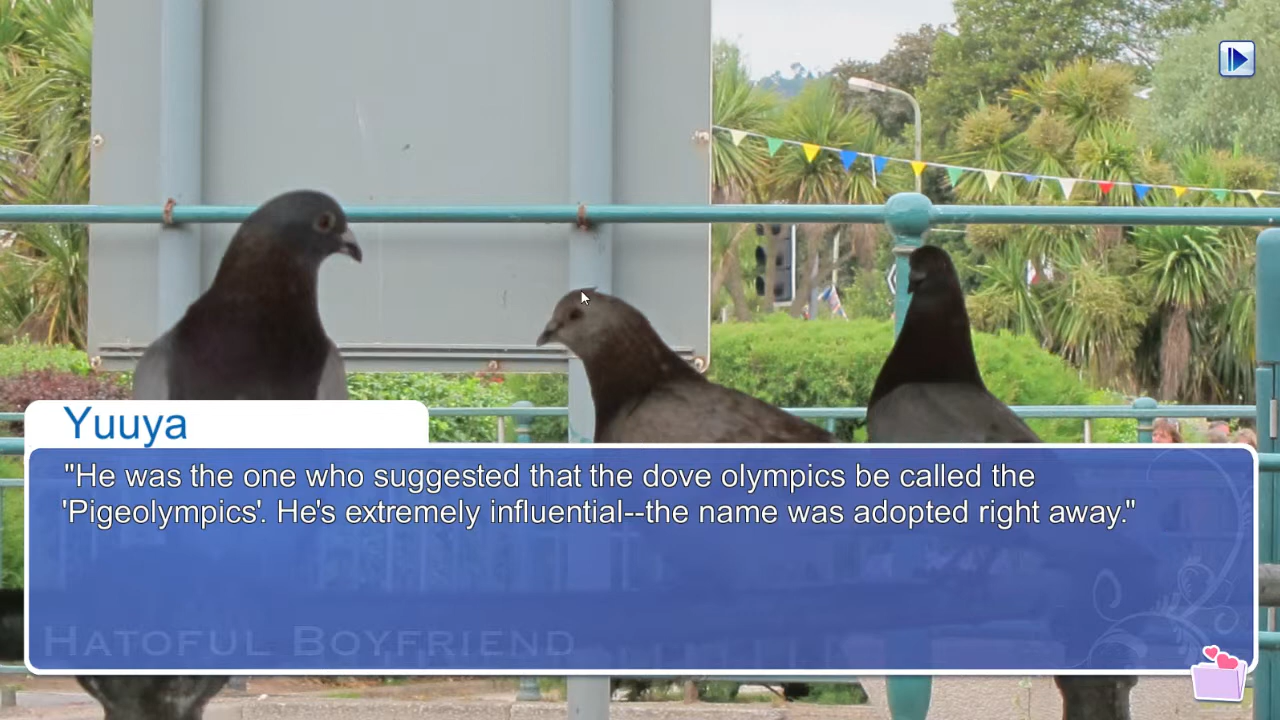 Yuuya
"He was the one who suggested that the dove olympics be called the
'Pigeolympics'. He's extremely influential--the name was adopted right away."
HATOFUL BOYFRIEND